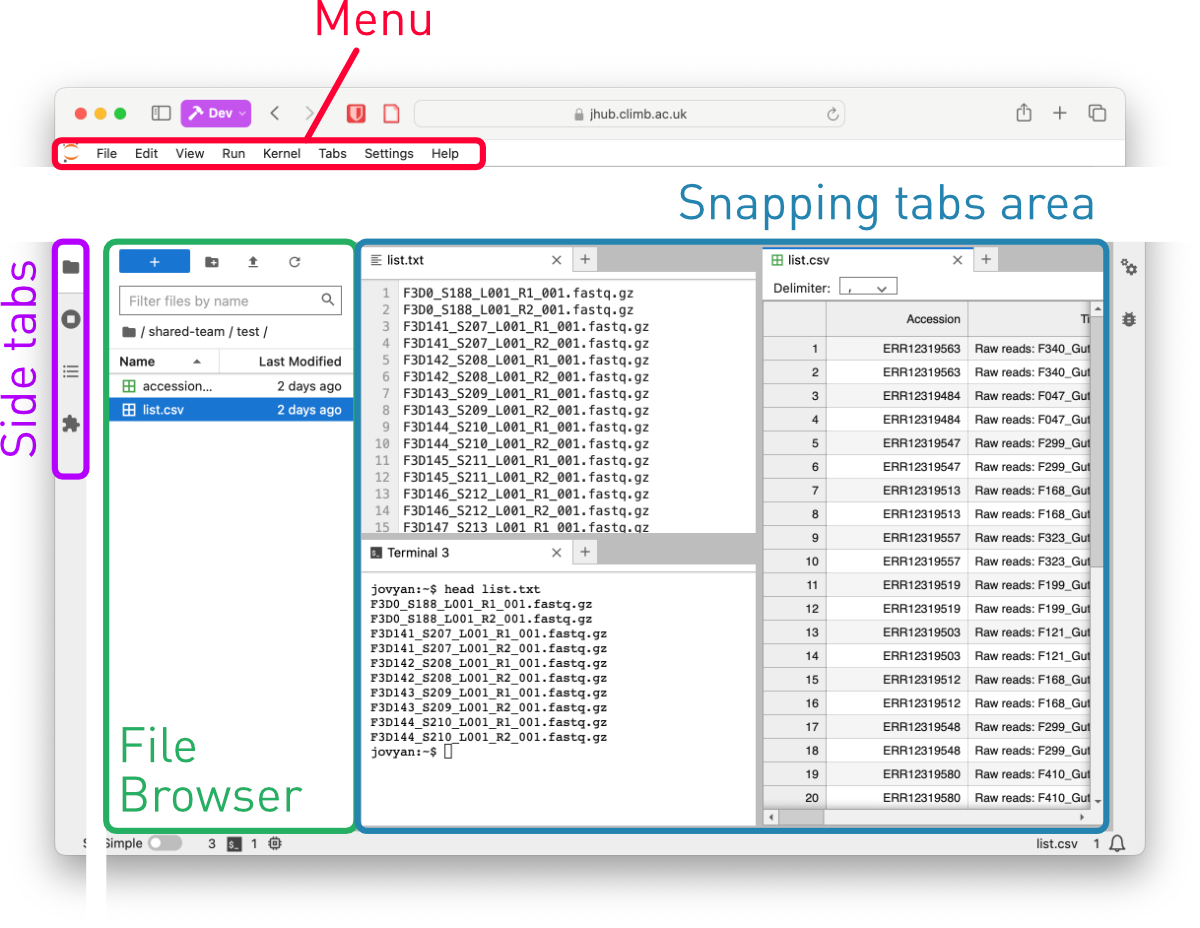 Menu
Dev
jhub.climb.ac.uk
File Edit View Run Kernel Tabs Settings Help
Snapping tabs area
Side tabs
+
Filter files by name
/ shared-team / test /
Name Last Modified
accession... 2 days ago
list.csv 2 days ago
File
Browser
list.txt
1 F3D0_S188_L001_R1_001.fastq.gz
2 F3D0_S188_L001_R2_001.fastq.gz
3 F3D141_S207_L001_R1_001.fastq.gz
4 F3D141_S207_L001_R2_001.fastq.gz
5 F3D142_S208_L001_R1_001.fastq.gz
6 F3D142_S208_L001_R2_001.fastq.gz
7 F3D143_S209_L001_R1_001.fastq.gz
8 F3D143_S209_L001_R2_001.fastq.gz
9 F3D144_S210_L001_R1_001.fastq.gz
10 F3D144_S210_L001_R2_001.fastq.gz
11 F3D145_S211_L001_R1_001.fastq.gz
12 F3D145_S211_L001_R2_001.fastq.gz
13 F3D146_S212_L001_R1_001.fastq.gz
14 F3D146_S212_L001_R2_001.fastq.gz
15 F3D147_S213_L001_R1_001.fastq.gz
Terminal 3
jovyan:~$ head list.txt
F3D0_S188_L001_R1_001.fastq.gz
F3D0_S188_L001_R2_001.fastq.gz
F3D141_S207_L001_R1_001.fastq.gz
F3D141_S207_L001_R2_001.fastq.gz
F3D142_S208_L001_R1_001.fastq.gz
F3D142_S208_L001_R2_001.fastq.gz
F3D143_S209_L001_R1_001.fastq.gz
F3D143_S209_L001_R2_001.fastq.gz
F3D144_S210_L001_R1_001.fastq.gz
F3D144_S210_L001_R2_001.fastq.gz
jovyan:~$
list.csv
Delimiter: ,
Accession Ti
1 ERR12319563 Raw reads: F340_Gut
2 ERR12319563 Raw reads: F340_Gut
3 ERR12319484 Raw reads: F047_Gut
4 ERR12319484 Raw reads: F047_Gut
5 ERR12319547 Raw reads: F299_Gut
6 ERR12319547 Raw reads: F299_Gut
7 ERR12319513 Raw reads: F168_Gut
8 ERR12319513 Raw reads: F168_Gut
9 ERR12319557 Raw reads: F323_Gut
10 ERR12319557 Raw reads: F323_Gut
11 ERR12319519 Raw reads: F199_Gut
12 ERR12319519 Raw reads: F199_Gut
13 ERR12319503 Raw reads: F121_Gut
14 ERR12319503 Raw reads: F121_Gut
15 ERR12319512 Raw reads: F168_Gut
16 ERR12319512 Raw reads: F168_Gut
17 ERR12319548 Raw reads: F299_Gut
18 ERR12319548 Raw reads: F299_Gut
19 ERR12319580 Raw reads: F410_Gut
20 ERR12319580 Raw reads: F410_Gut
Simple 3 1 list.csv 1